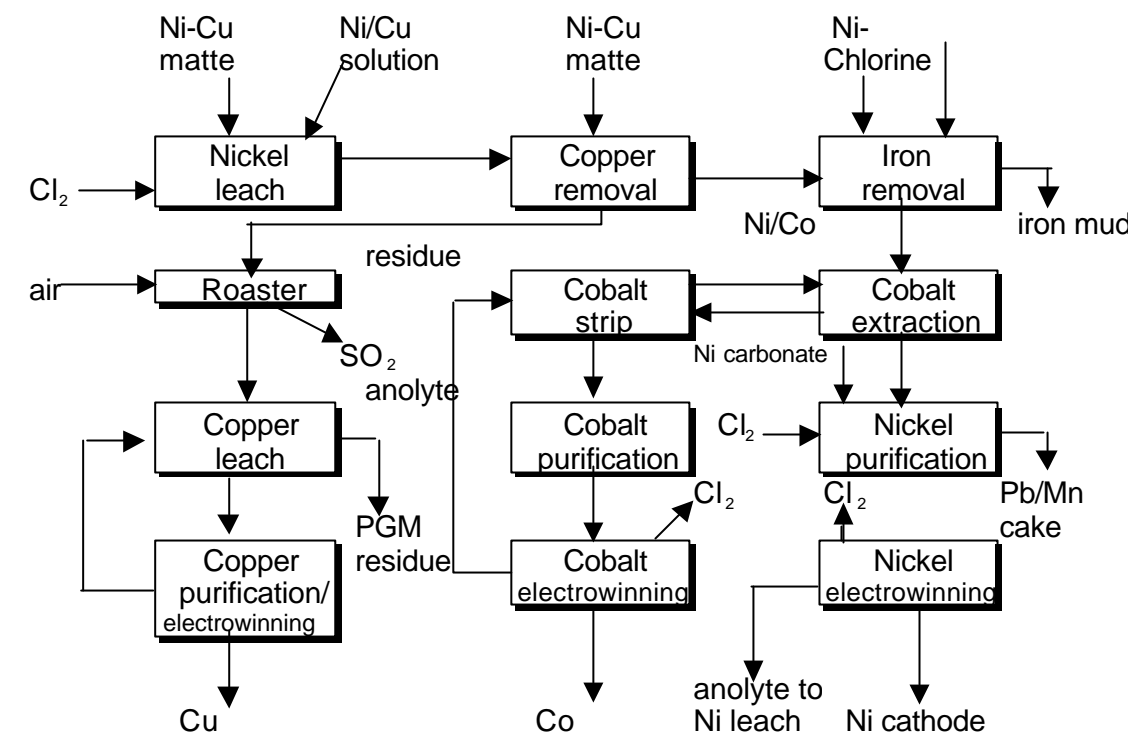 Ni-Cu
matte
Ni/Cu
solution
Ni-Cu
matte
Ni-
Chlorine
Nickel
leach
Copper
removal
Iron
removal
Cl2
Ni/Co
iron mud
residue
air
Roaster
Cobalt
strip
Cobalt
extraction
SO2
anolyte
Ni carbonate
Copper
leach
Cobalt
purification
Cl2
Nickel
purification
PGM
residue
Cl2
Cl2
Pb/Mn
cake
Copper
purification/
electrowinning
Cobalt
electrowinning
Nickel
electrowinning
Cu
Co
anolyte to
Ni leach
Ni cathode